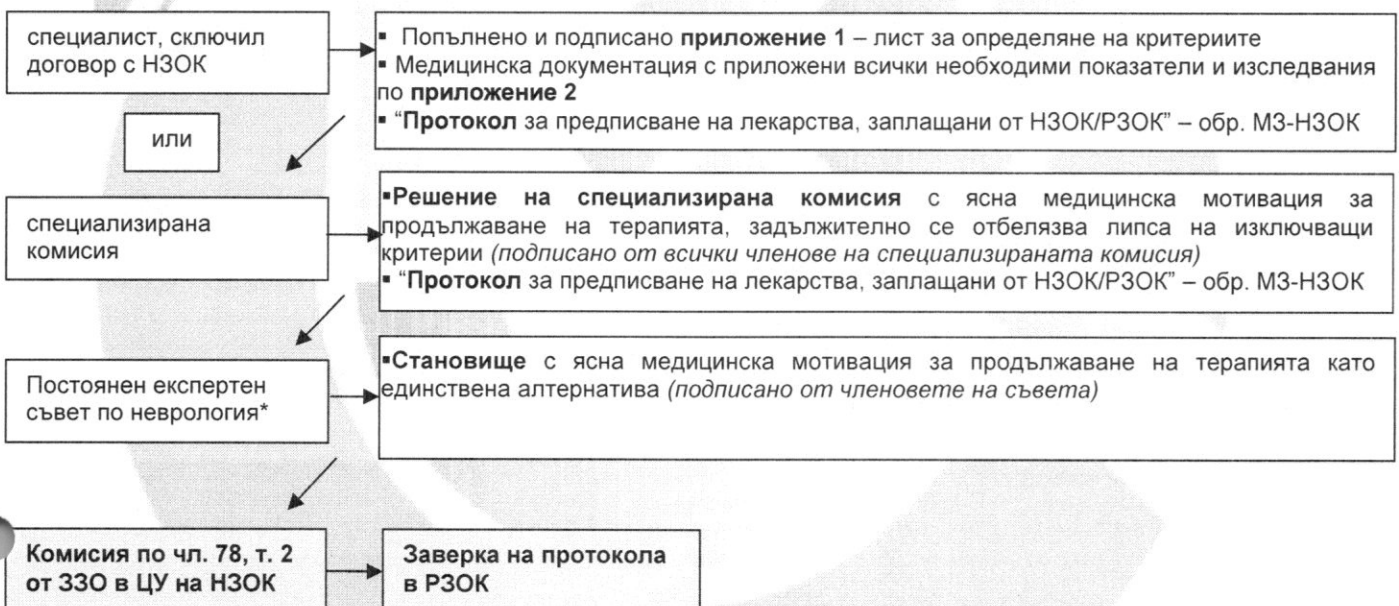 специалист, сключил
договор с НЗОК
▪ Попълнено и подписано приложение 1 – лист за определяне на критериите
▪ Медицинска документация с приложени всички необходими показатели и изследвания
по приложение 2
▪ “Протокол за предписване на лекарства, заплащани от НЗОК/РЗОК” – обр. МЗ-НЗОК
или
специализирана
комисия
▪Решение на специализирана комисия с ясна медицинска мотивация за
продължаване на терапията, задължително се отбелязва липса на изключващи
критерии (подписано от всички членове на специализираната комисия)
▪ “Протокол за предписване на лекарства, заплащани от НЗОК/РЗОК” – обр. МЗ-НЗОК
Постоянен експертен
съвет по неврология*
▪Становище с ясна медицинска мотивация за продължаване на терапията като
единствена алтернатива (подписано от членовете на съвета)
Комисия по чл. 78, т. 2
от ЗЗО в ЦУ на НЗОК
Заверка на протокола
в РЗОК